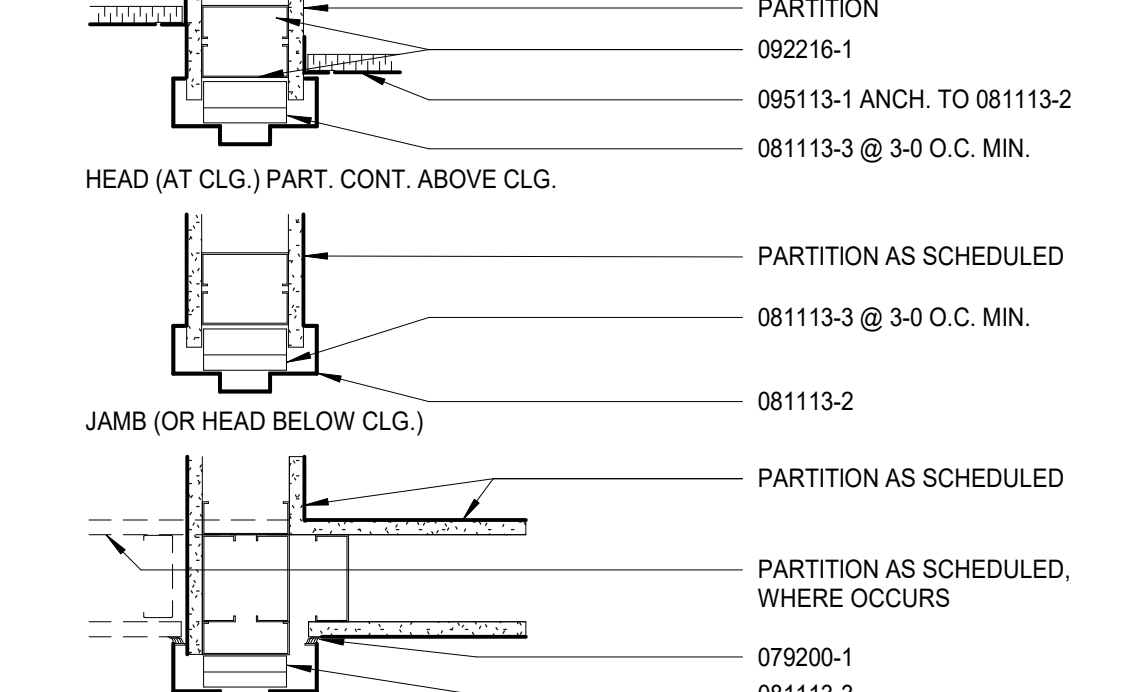 PARTITION
092216-1
095113-1 ANCH. TO 081113-2
081113-3 @ 3-0 O.C. MIN.
HEAD (AT CLG.) PART. CONT. ABOVE CLG.
PARTITION AS SCHEDULED
081113-3 @ 3-0 O.C. MIN.
081113-2
JAMB (OR HEAD BELOW CLG.)
PARTITION AS SCHEDULED
PARTITION AS SCHEDULED,
WHERE OCCURS
079200-1